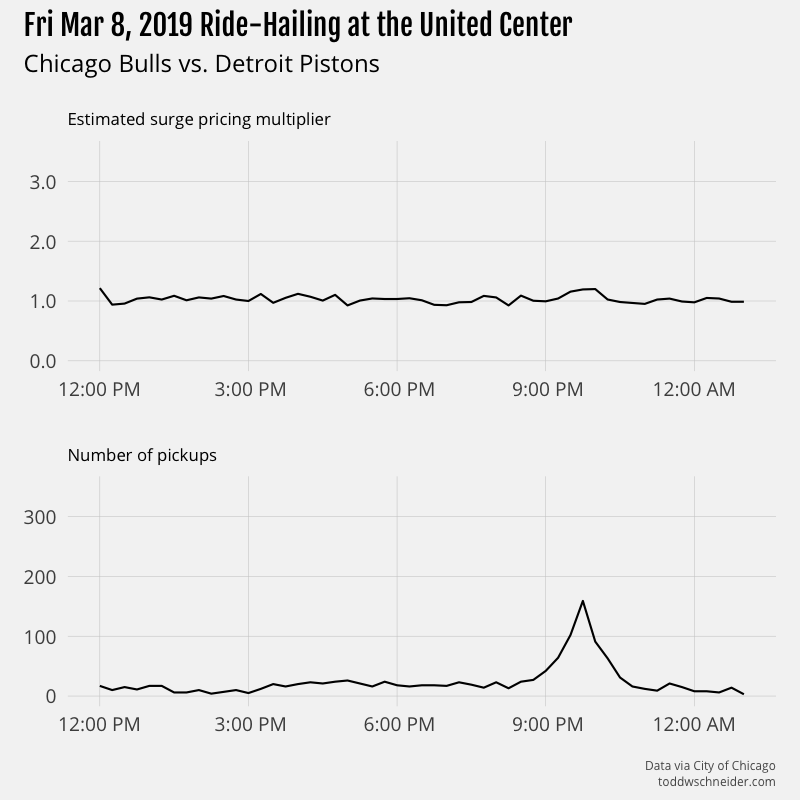 Fri Mar 8, 2019 Ride-Hailing at the United Center
Chicago Bulls vs. Detroit Pistons
Estimated surge pricing multiplier
3.0
2.0
1.0
0.0
12:00 PM 3:00 PM 6:00 PM 9:00 PM 12:00 AM
Number of pickups
300
200
100
0
12:00 PM 3:00 PM 6:00 PM 9:00 PM 12:00 AM
Data via City of Chicago
toddwschneider.com